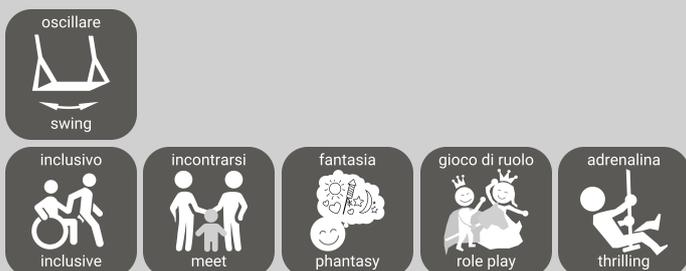 oscillare
swing
inclusivo
inclusive
incontrarsi
meet
fantasia
phantasy
gioco di ruolo
role play
adrenalina
thrilling